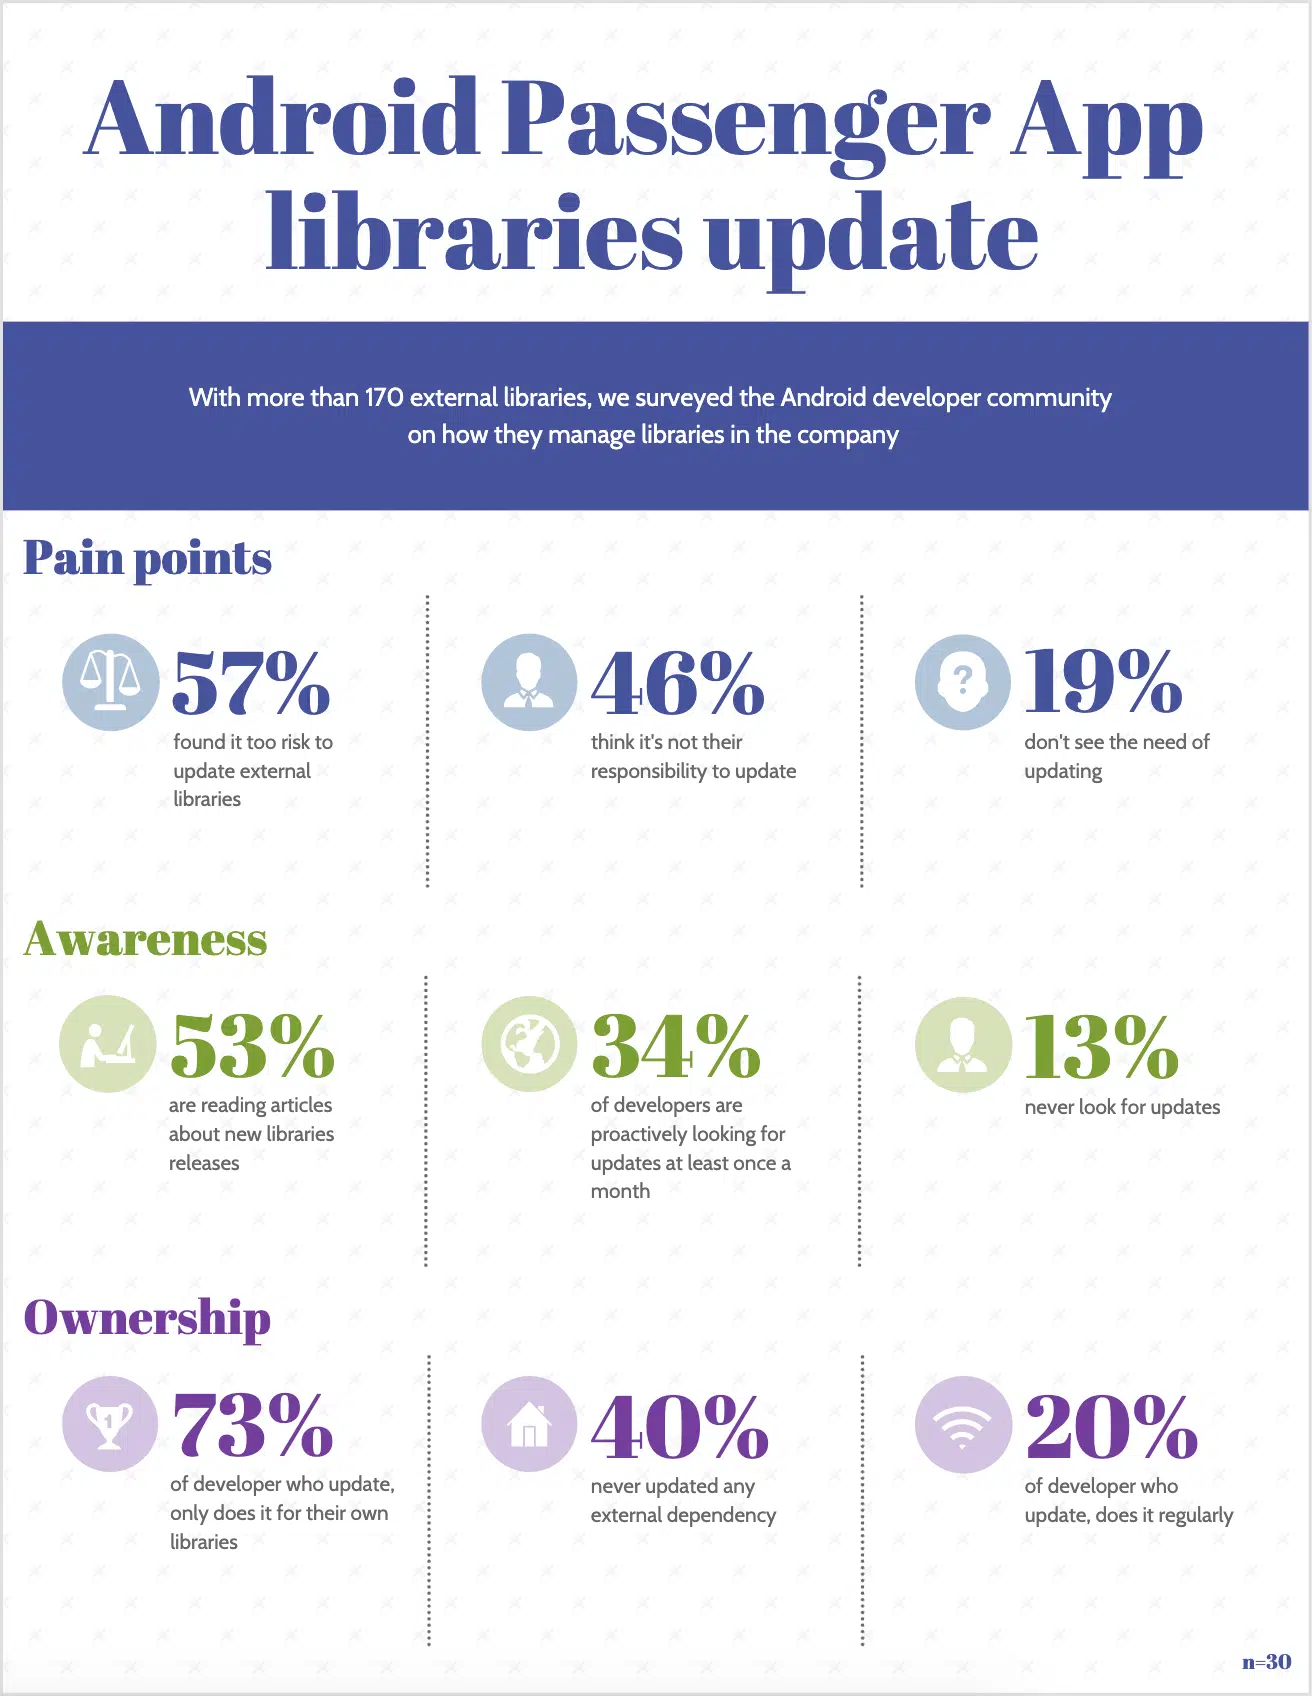 Android Passenger App
libraries update
With more than 170 external libraries, we surveyed the Android developer community
on how they manage libraries in the company
Pain points
57%
found it too risk to
update external
libraries
46%
think it's not their
responsibility to update
19%
don't see the need of
updating
Awareness
53%
are reading articles
about new libraries
releases
34%
of developers are
proactively looking for
updates at least once a
month
13%
never look for updates
Ownership
1
73%
of developer who update,
only does it for their own
libraries
40%
never updated any
external dependency
20%
of developer who
update, does it regularly
n=30